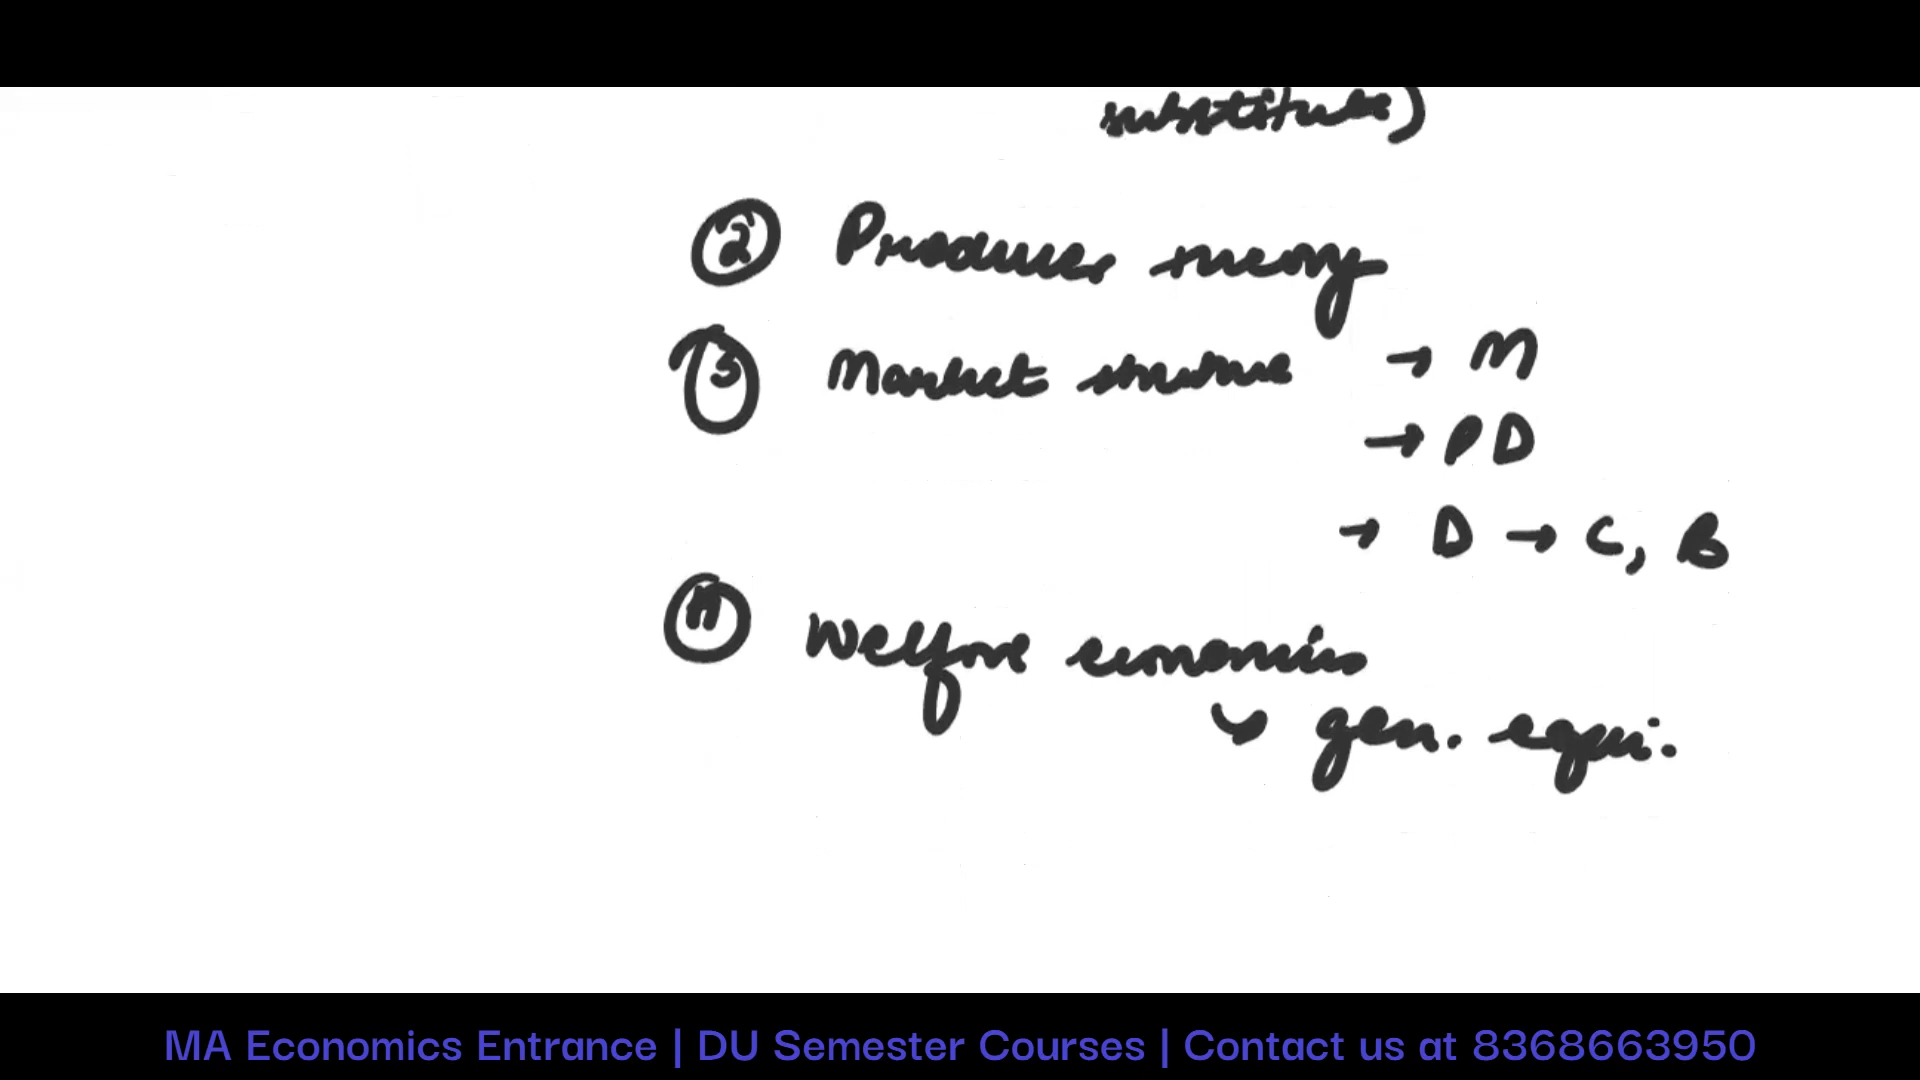 substitute)
② Producer theory
③ Market structure → M
→ PD
→ D → C, B
④ Welfare economics
↳ gen. equi.
MA Economics Entrance | DU Semester Courses | Contact us at 8368663950